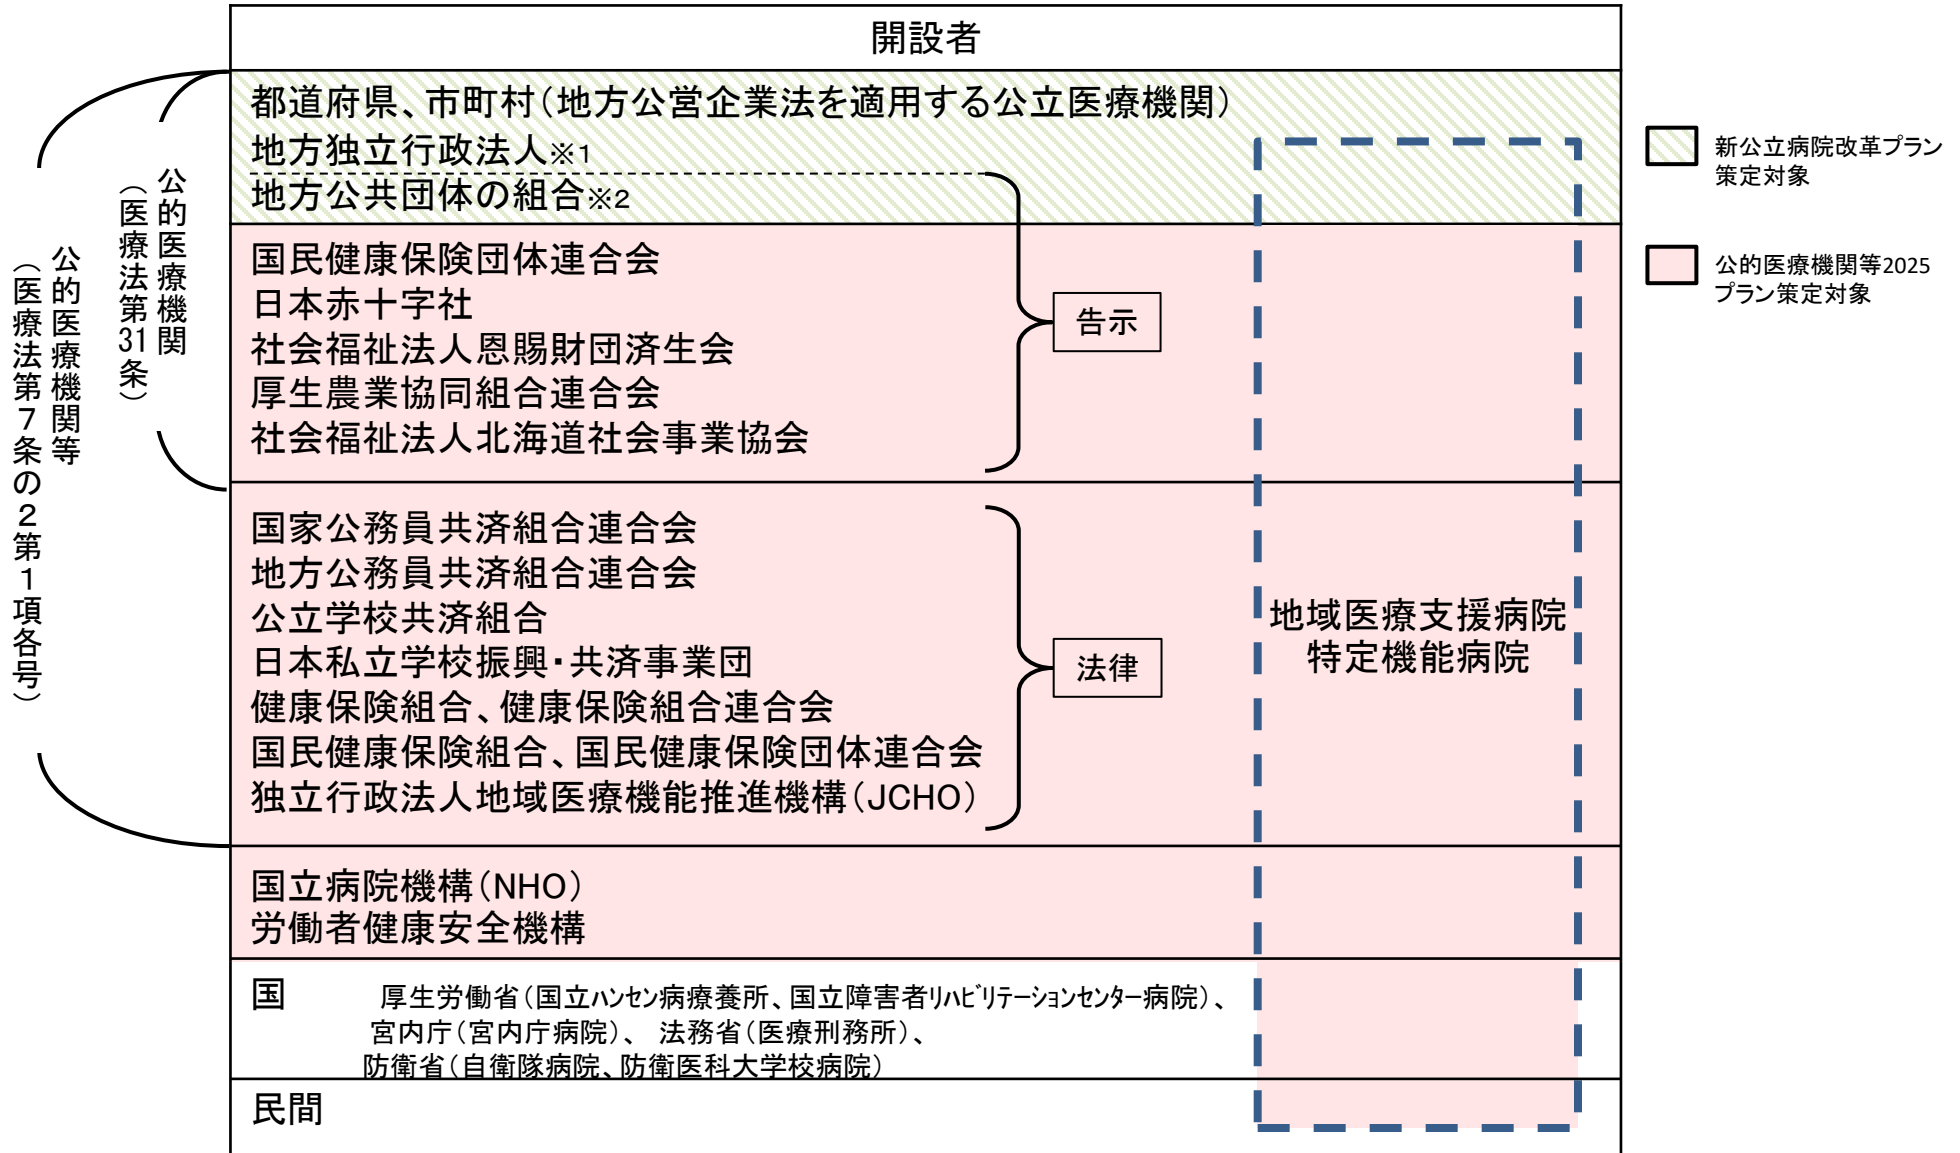 開設者
都道府県、市町村（地方公営企業法を適用する公立医療機関）
地方独立行政法人※1
地方公共団体の組合※2
国民健康保険団体連合会
日本赤十字社
社会福祉法人恩賜財団済生会
厚生農業協同組合連合会
社会福祉法人北海道社会事業協会
告示
国家公務員共済組合連合会
地方公務員共済組合連合会
公立学校共済組合
日本私立学校振興・共済事業団
健康保険組合、健康保険組合連合会
国民健康保険組合、国民健康保険団体連合会
独立行政法人地域医療機能推進機構（JCHO）
法律
地域医療支援病院
特定機能病院
国立病院機構（NHO）
労働者健康安全機構
国　厚生労働省（国立ﾊﾝｾﾝ病療養所、国立障害者ﾘﾊﾋﾞﾘﾃｰｼｮﾝｾﾝﾀｰ病院）、
宮内庁（宮内庁病院）、 法務省（医療刑務所）、
防衛省（自衛隊病院、防衛医科大学校病院）
民間
公的医療機関
（医療法第31条）
公的医療機関等
（医療法第７条の２第１項各号）
新公立病院改革プラン
策定対象
公的医療機関等2025
プラン策定対象